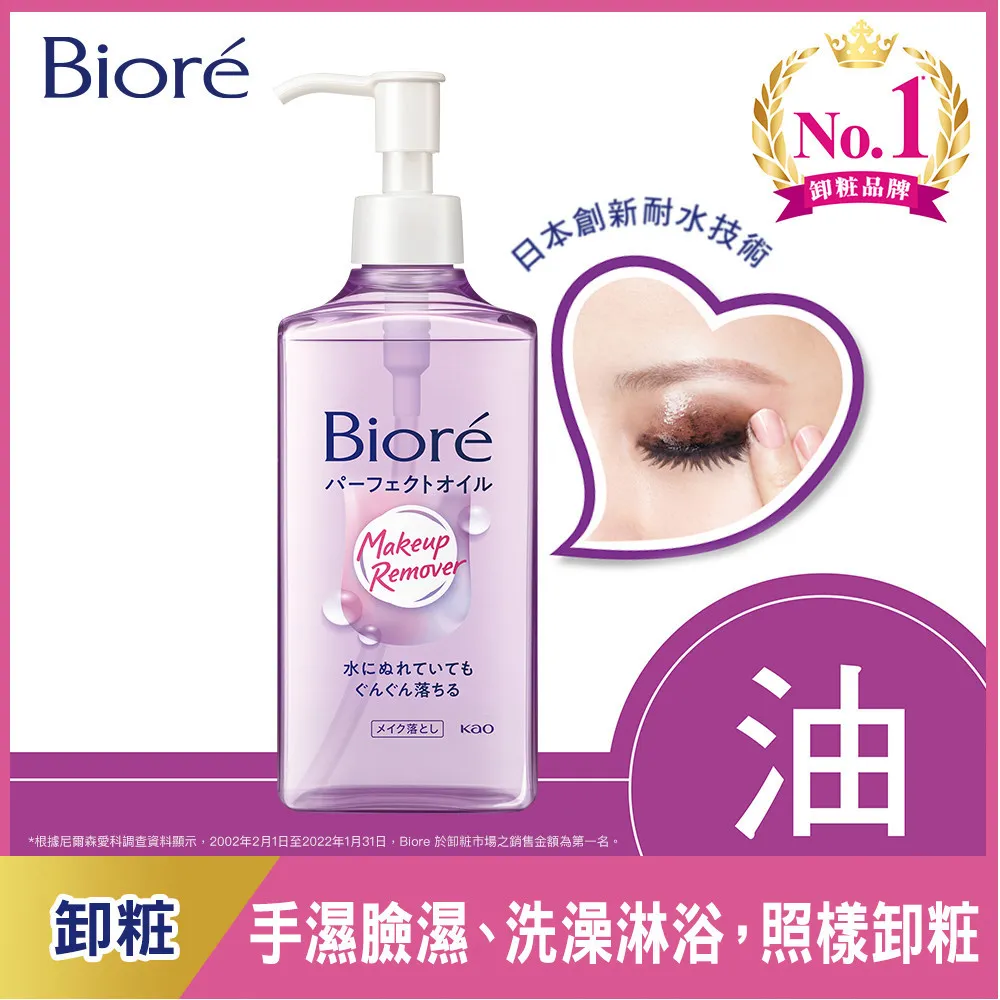 Bioré
No.1*
卸粧品牌
日本創新耐水技術
Bioré
パーフェクトオイル
Makeup
Remover
水にぬれていても
ぐんぐん落ちる
メイク落とし Kao
油
*根據尼爾森愛科調查資料顯示，2002年2月1日至2022年1月31日，Biore 於卸粧市場之銷售金額為第一名。
卸粧
手濕臉濕、洗澡淋浴，照樣卸粧